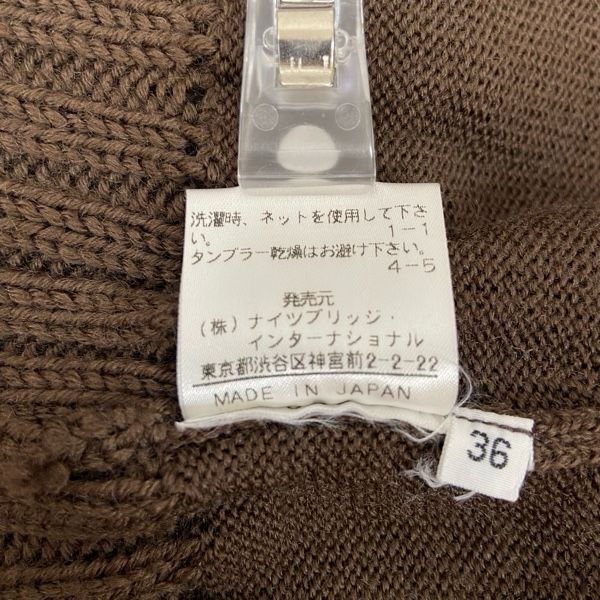 洗濯時、ネットを使用して下さ
い。 1-1
タンブラー乾燥はお避け下さい。
4-5
発売元
(株) ナイツブリッジ・
インターナショナル
東京都渋谷区神宮前2-2-22
MADE IN JAPAN
36